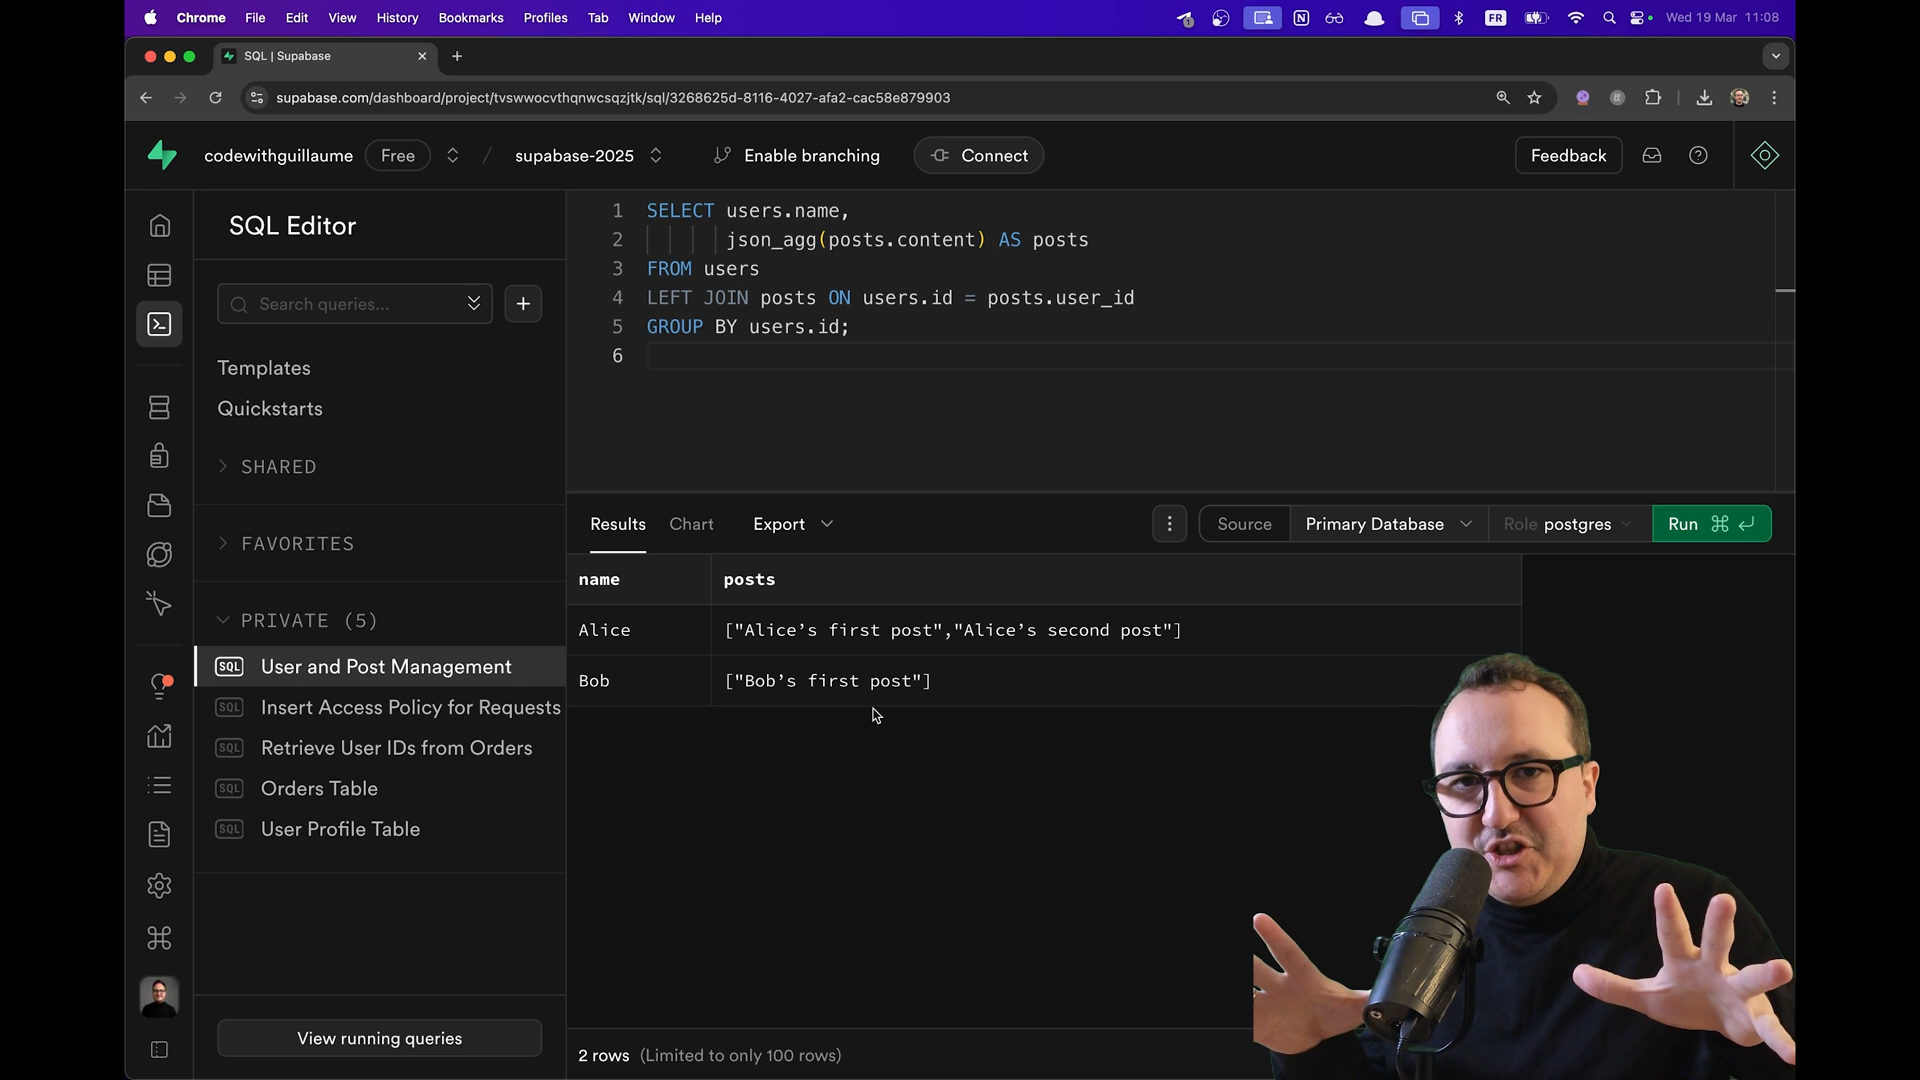 Chrome File Edit View History Bookmarks Profiles Tab Window Help FR Wed 19 Mar 11:08
SQL | Supabase
supabase.com/dashboard/project/tvswwocvthqnwcsqzjtk/sql/3268625d-8116-4027-afa2-cac58e879903
codewithguillaume Free / supabase-2025 Enable branching Connect Feedback
SQL Editor
Search queries...
Templates
Quickstarts
SHARED
FAVORITES
PRIVATE (5)
SQL User and Post Management
SQL Insert Access Policy for Requests
SQL Retrieve User IDs from Orders
SQL Orders Table
SQL User Profile Table
View running queries
1 SELECT users.name,
2 json_agg(posts.content) AS posts
3 FROM users
4 LEFT JOIN posts ON users.id = posts.user_id
5 GROUP BY users.id;
6
Results Chart Export Source Primary Database Role postgres Run ⌘
name posts
Alice ["Alice’s first post","Alice’s second post"]
Bob ["Bob’s first post"]
2 rows (Limited to only 100 rows)